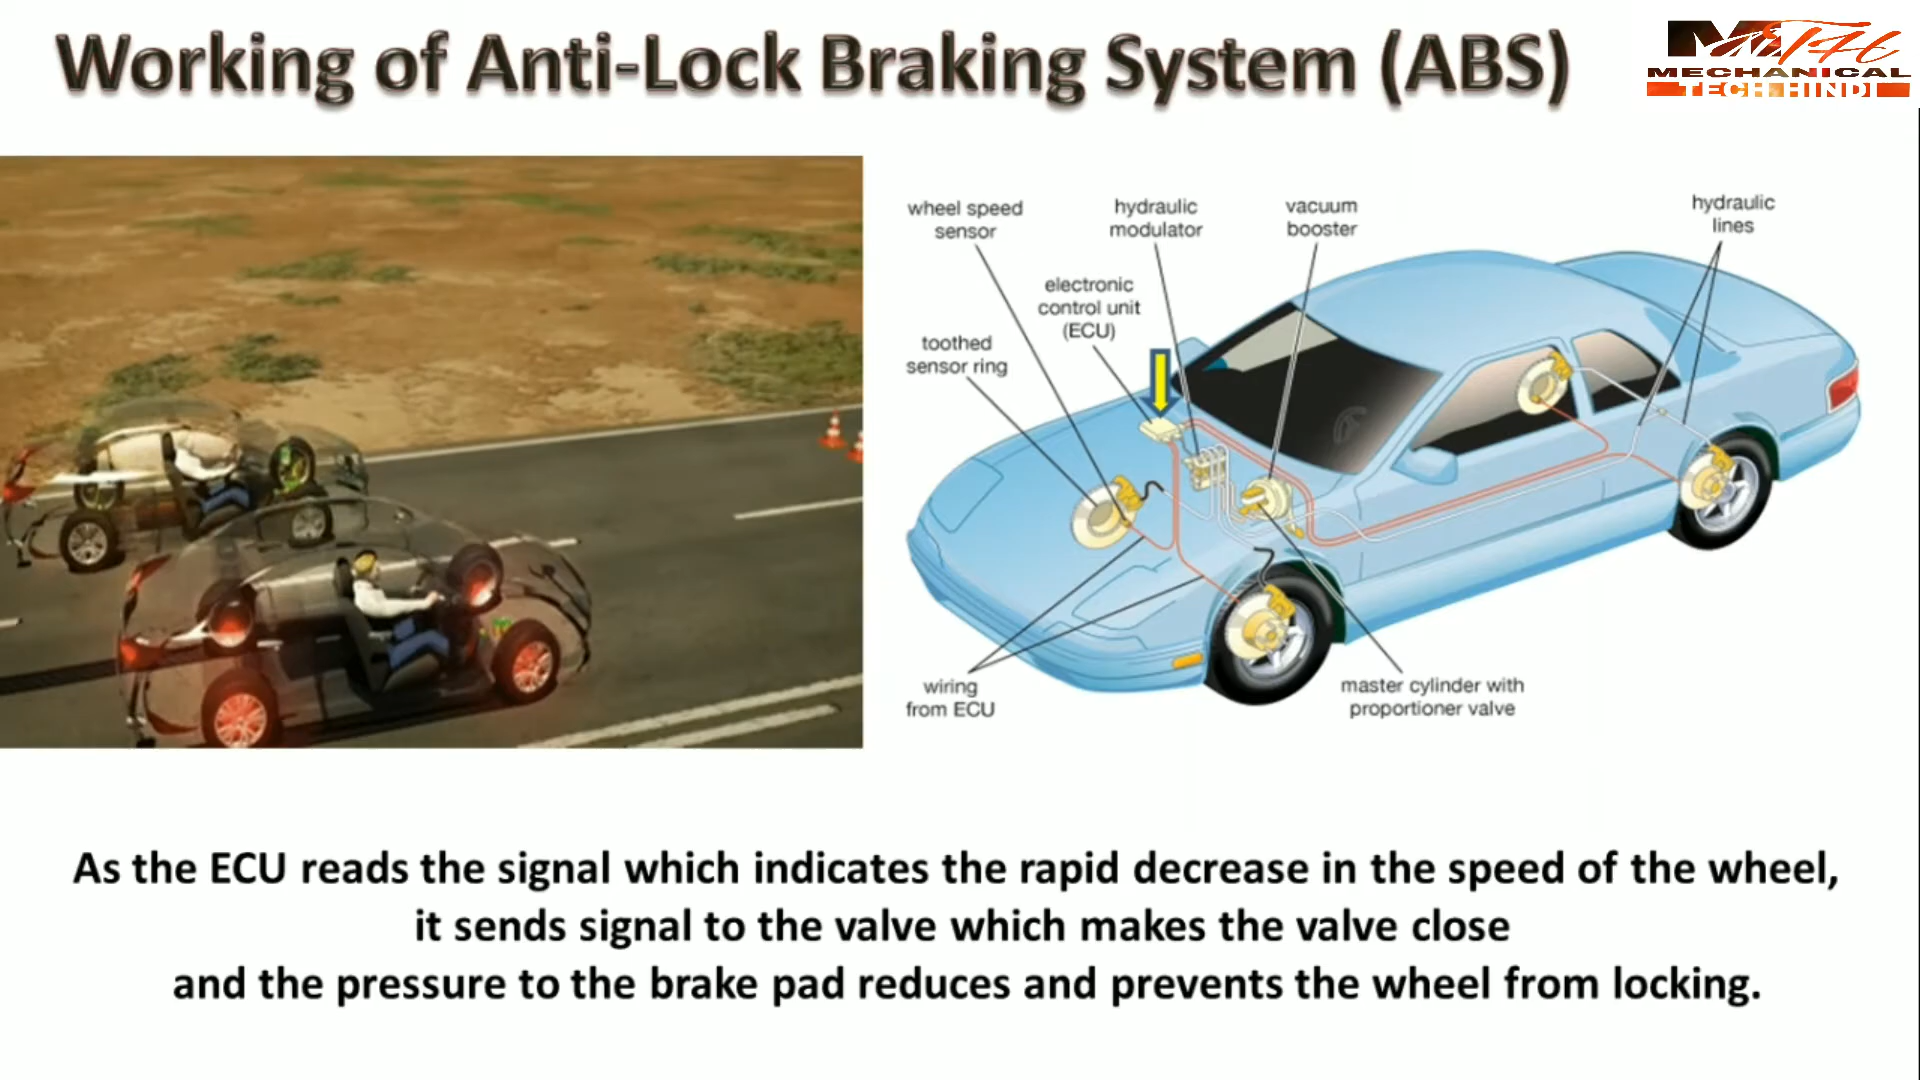 Working of Anti-Lock Braking System (ABS)
MECHANICAL
TECH HINDI
wheel speed
sensor
hydraulic
modulator
vacuum
booster
hydraulic
lines
electronic
control unit
(ECU)
toothed
sensor ring
wiring
from ECU
master cylinder with
proportioner valve
As the ECU reads the signal which indicates the rapid decrease in the speed of the wheel,
it sends signal to the valve which makes the valve close
and the pressure to the brake pad reduces and prevents the wheel from locking.